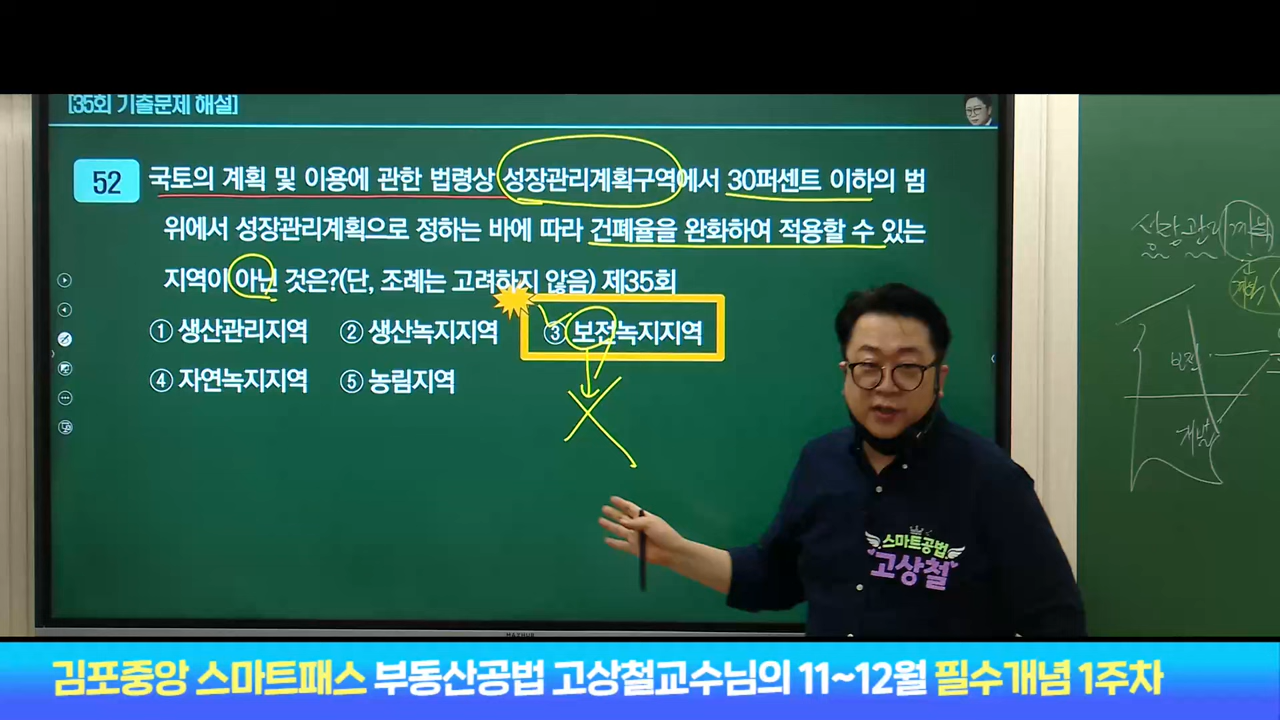 [35회 기출문제 해설]
52 국토의 계획 및 이용에 관한 법령상 성장관리계획구역에서 30퍼센트 이하의 범
위에서 성장관리계획으로 정하는 바에 따라 건폐율을 완화하여 적용할 수 있는
지역이 아닌 것은?(단, 조례는 고려하지 않음) 제35회
① 생산관리지역 ② 생산녹지지역 ③ 보전녹지지역
④ 자연녹지지역 ⑤ 농림지역
성장관리
보전
개발
스마트공법
고상철
김포중앙 스마트패스 부동산공법 고상철교수님의 11~12월 필수개념 1주차